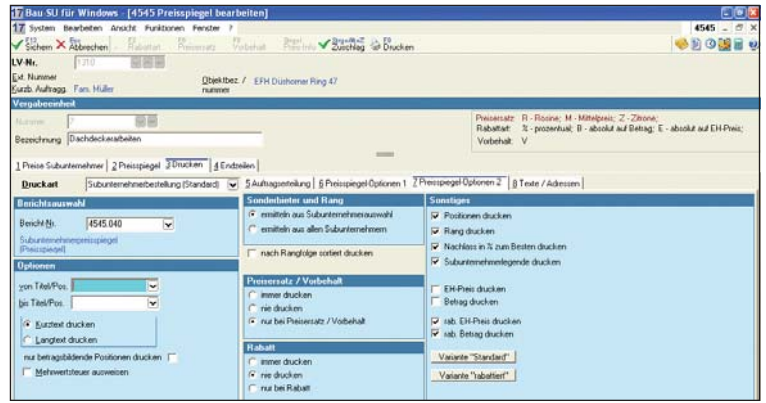 Bau-SU für Windows - [4545 Preisspiegel bearbeiten]
System Bearbeiten Ansicht Funktionen Fenster ? 4545
Sichern Abbrechen Rabattart Preisersatz Vorbehalt Preis-Info Zuschlag Drucken
LV-Nr. 1310
Ext. Nummer Objektbez. / EFH Düshorner Ring 47
Kurzb. Auftragg. Fam. Müller nummer
Vergabeeinheit
Nummer 7 Preisersatz R - Rosine; M - Mittelpreis; Z - Zitrone;
Rabattart: % - prozentual; B - absolut auf Betrag; E - absolut auf EH-Preis;
Bezeichnung Dachdeckerarbeiten Vorbehalt V
1 Preise Subunternehmer 2 Preisspiegel 3 Drucken 4 Endzeilen
Druckart Subunternehmerbestellung (Standard) 5 Auftragserteilung 6 Preisspiegel-Optionen 1 7 Preisspiegel-Optionen 2 8 Texte / Adressen
Berichtsauswahl
Bericht-Nr. 4545.040
Subunternehmerpreisspiegel
(Preisspiegel)
Optionen
von Titel/Pos.
bis Titel/Pos.
Kurztext drucken
Langtext drucken
nur betragsbildende Positionen drucken
Mehrwertsteuer ausweisen
Sonderbieter und Rang
ermitteln aus Subunternehmerauswahl
ermitteln aus allen Subunternehmern
nach Rangfolge sortiert drucken
Preisersatz / Vorbehalt
immer drucken
nie drucken
nur bei Preisersatz / Vorbehalt
Rabatt
immer drucken
nie drucken
nur bei Rabatt
Sonstiges
Positionen drucken
Rang drucken
Nachlass in % zum Besten drucken
Subunternehmerlegende drucken
EH-Preis drucken
Betrag drucken
rab. EH-Preis drucken
rab. Betrag drucken
Variante "Standard"
Variante "rabattiert"